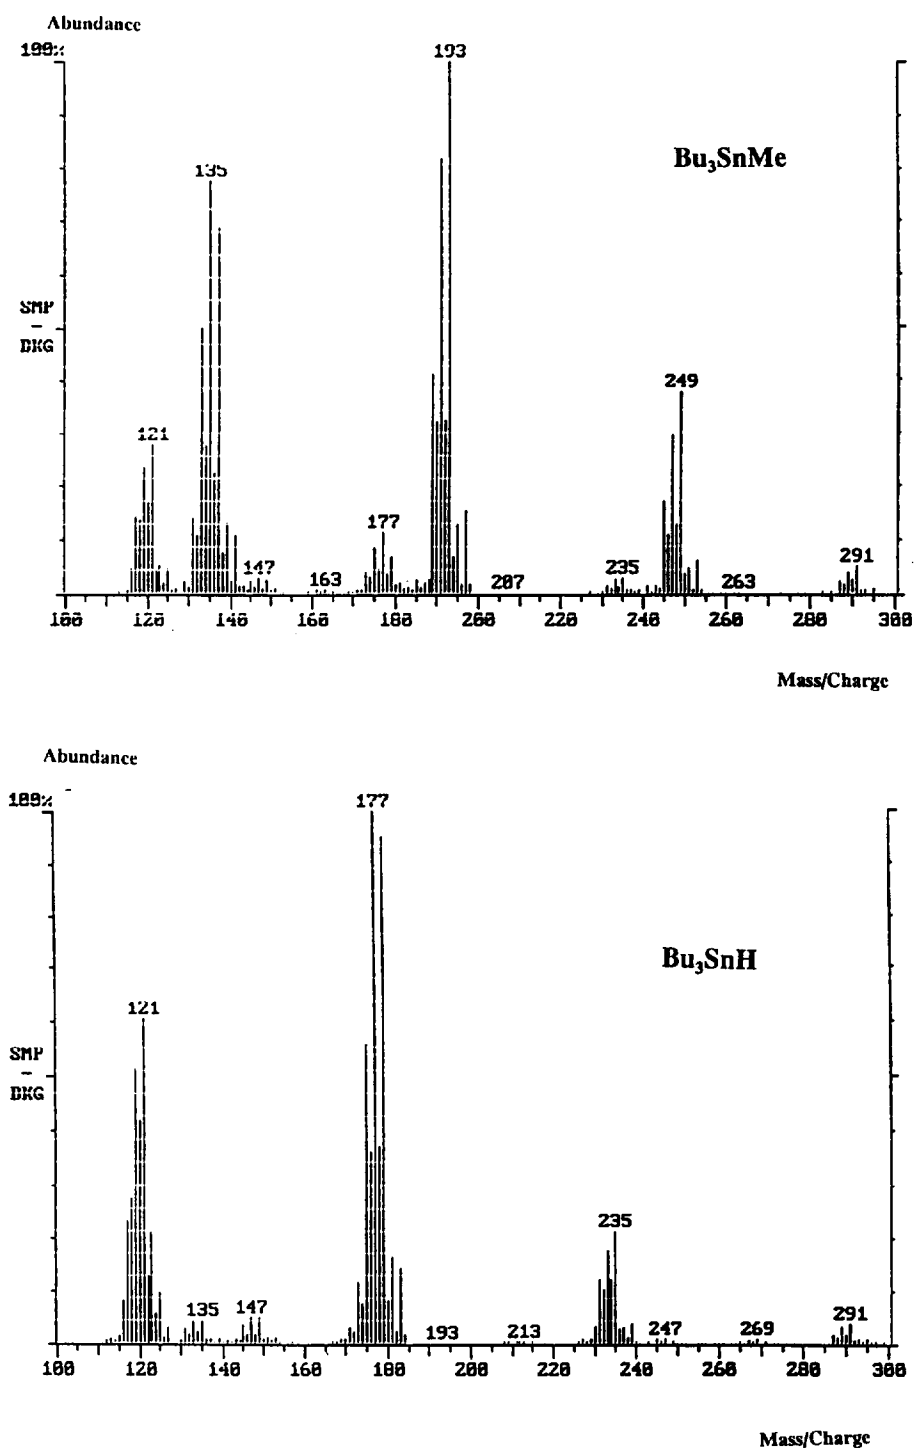 Abundance
100%
193
Bu₃SnMe
135
SMP
—
BKG
249
121
177
291
147
163
207
235
263
100 120 140 160 180 200 220 240 260 280 300
Mass/Charge
Abundance
100%
177
Bu₃SnH
121
SMP
—
BKG
235
135 147
291
193 213 247 269
100 120 140 160 180 200 220 240 260 280 300
Mass/Charge